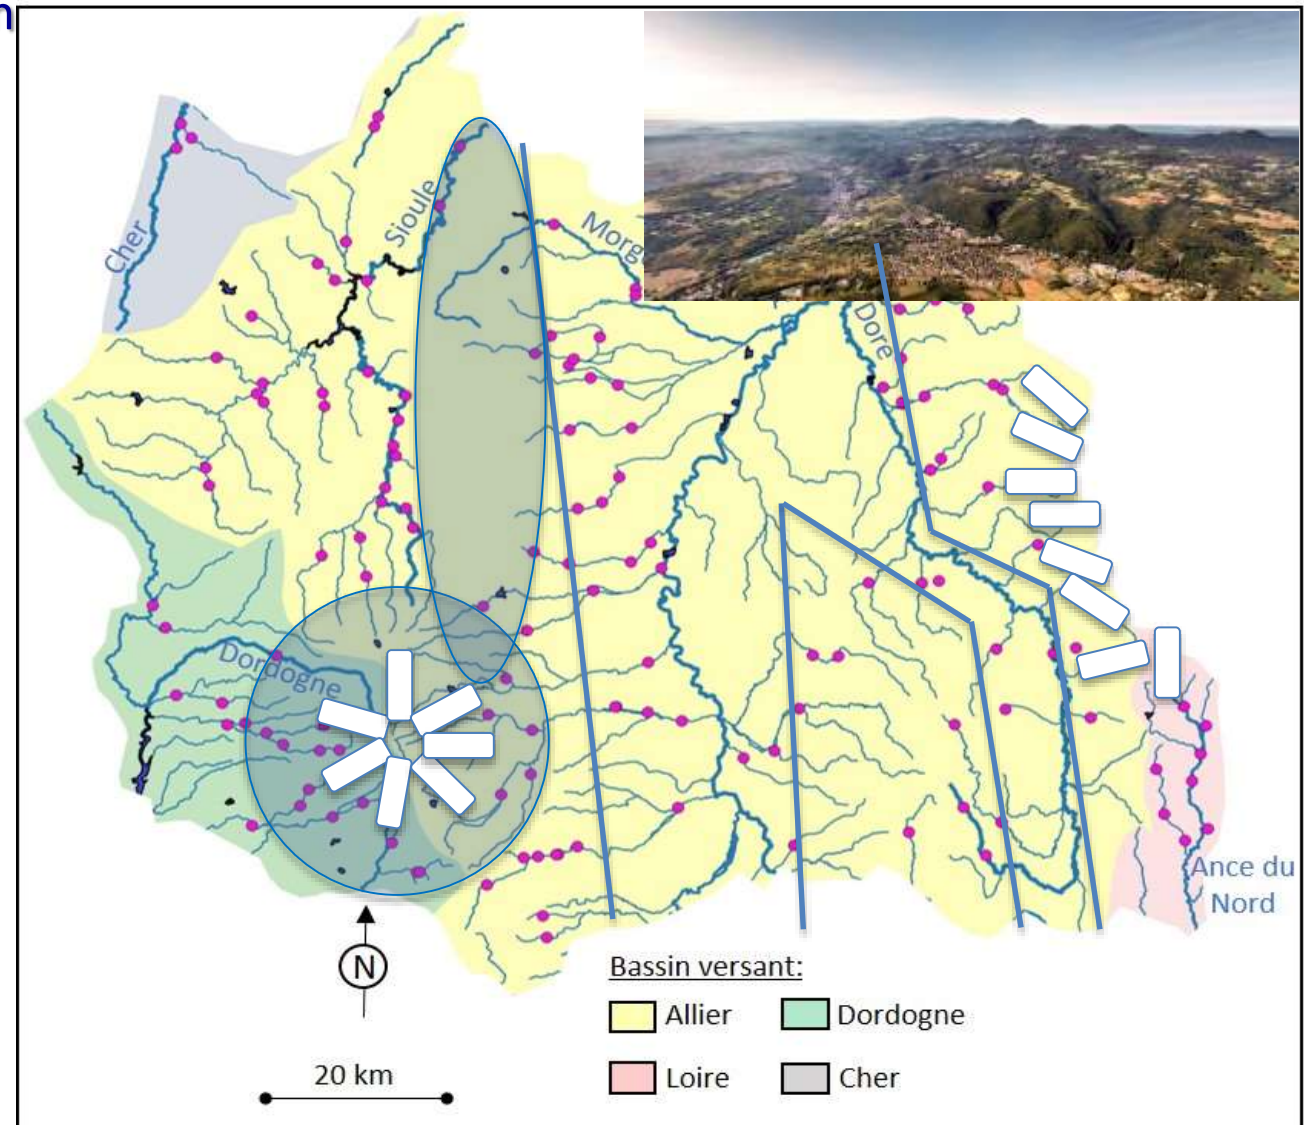 n
Cher
Sioule
Morg
Dore
Dordogne
Ance du
Nord
N
Bassin versant:
Allier
Dordogne
Loire
Cher
20 km